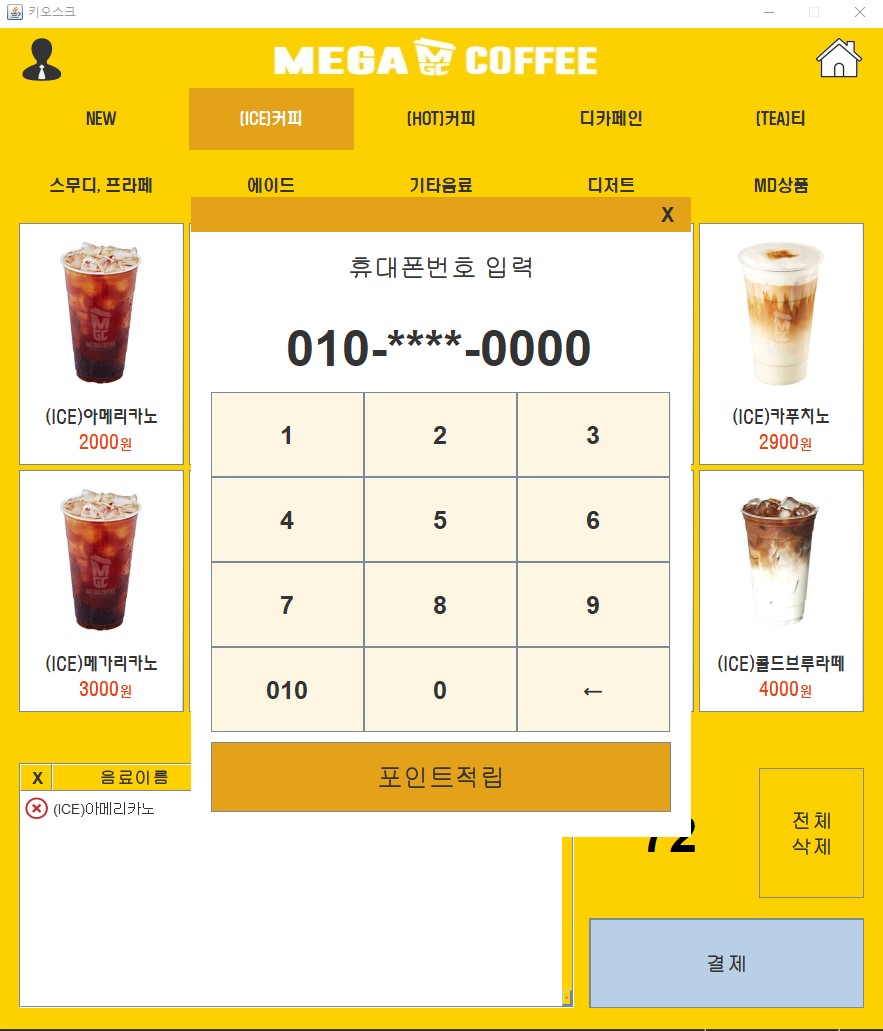 키오스크
MEGA MGC COFFEE
NEW
(ICE)커피
(HOT)커피
디카페인
(TEA)티
스무디, 프라페
에이드
기타음료
디저트
MD상품
X
휴대폰번호 입력
010-****-0000
1
2
3
4
5
6
7
8
9
010
0
←
포인트적립
(ICE)아메리카노
2000원
(ICE)카푸치노
2900원
(ICE)메가리카노
3000원
(ICE)콜드브루라떼
4000원
X
음료이름
(ICE)아메리카노
72
전체
삭제
결제